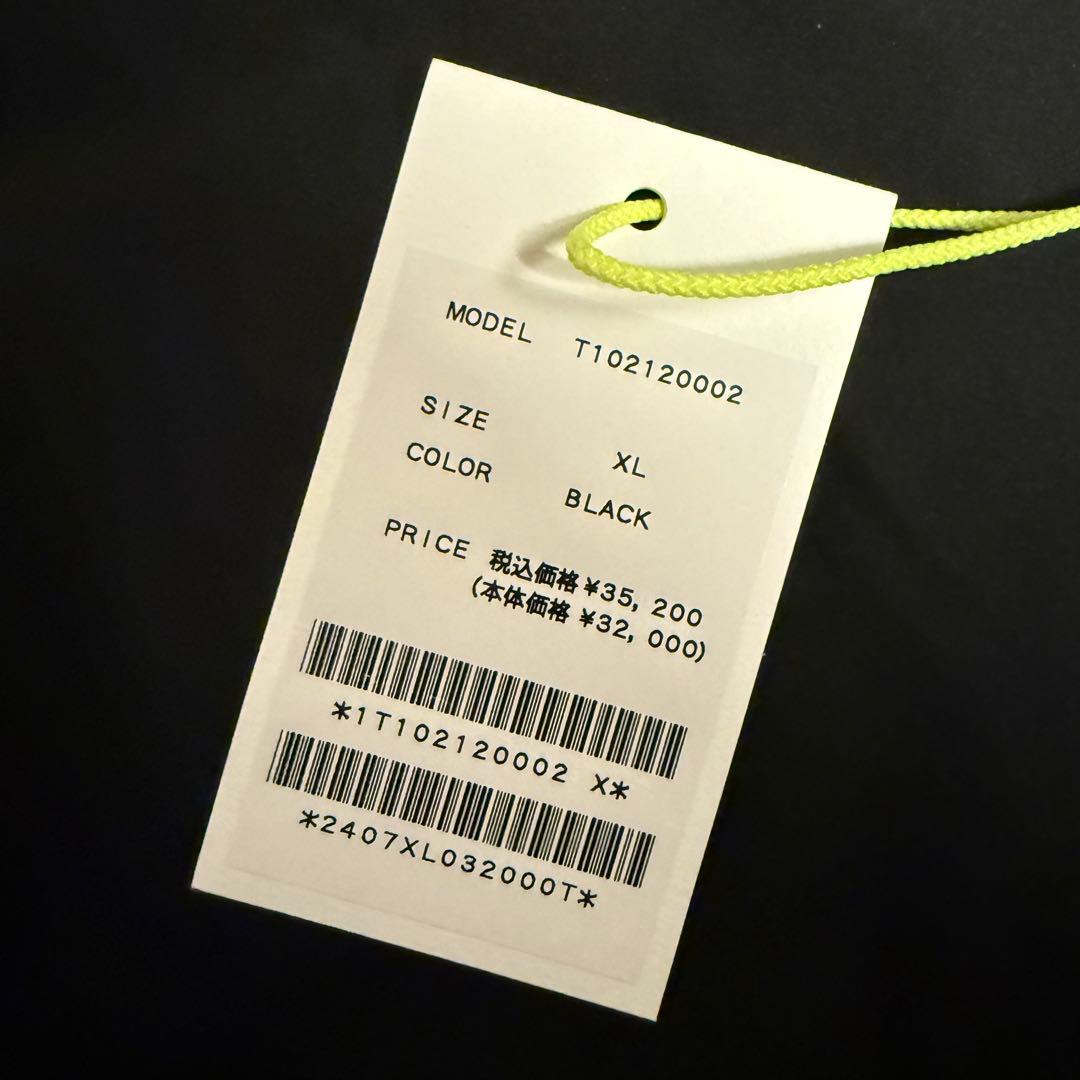 MODEL T102120002
SIZE XL
COLOR BLACK
PRICE 税込価格 ¥35, 200
(本体価格 ¥32, 000)
*1T102120002 X*
*2407XL032000T*